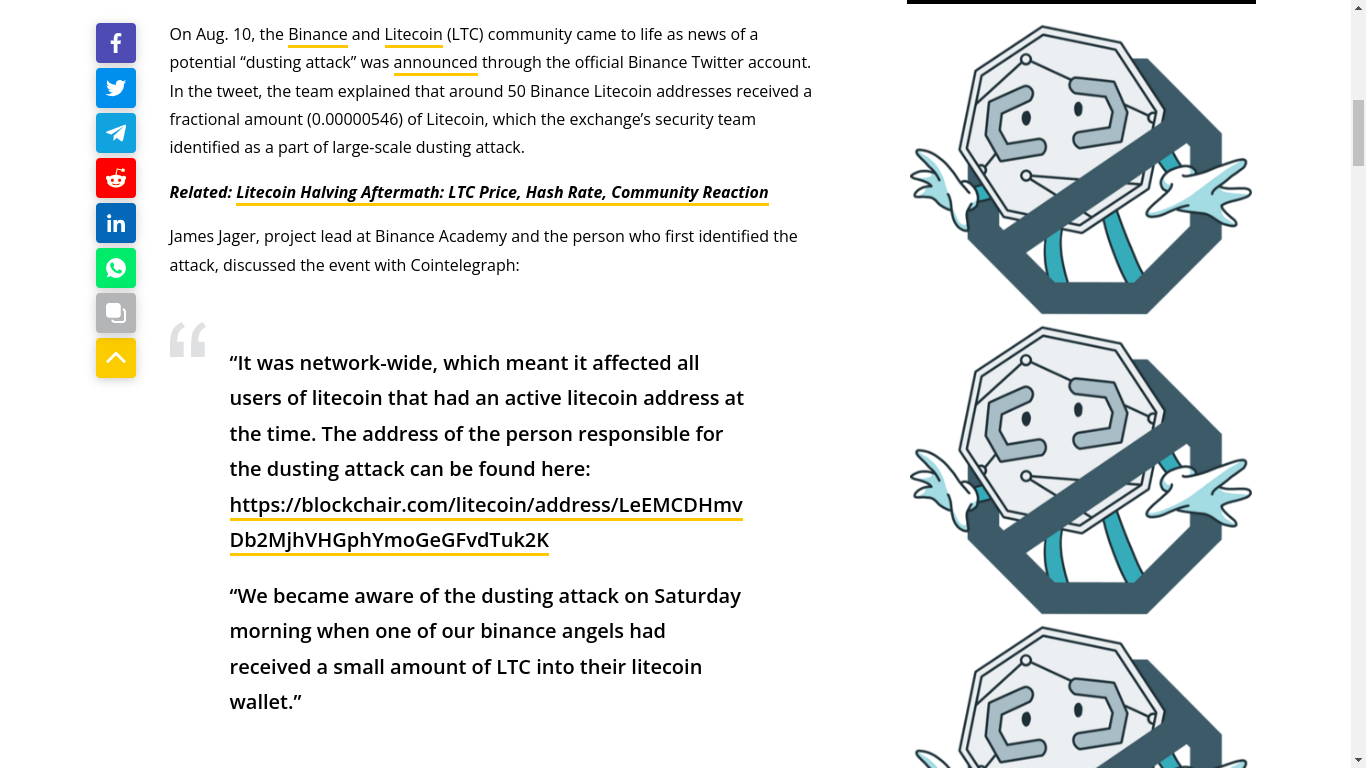 On Aug. 10, the Binance and Litecoin (LTC) community came to life as news of a
potential “dusting attack” was announced through the official Binance Twitter account.
In the tweet, the team explained that around 50 Binance Litecoin addresses received a
fractional amount (0.00000546) of Litecoin, which the exchange’s security team
identified as a part of large-scale dusting attack.
Related: Litecoin Halving Aftermath: LTC Price, Hash Rate, Community Reaction
James Jager, project lead at Binance Academy and the person who first identified the
attack, discussed the event with Cointelegraph:
“It was network-wide, which meant it affected all
users of litecoin that had an active litecoin address at
the time. The address of the person responsible for
the dusting attack can be found here:
https://blockchair.com/litecoin/address/LeEMCDHmv
Db2MjhVHGphYmoGeGFvdTuk2K
“We became aware of the dusting attack on Saturday
morning when one of our binance angels had
received a small amount of LTC into their litecoin
wallet.”